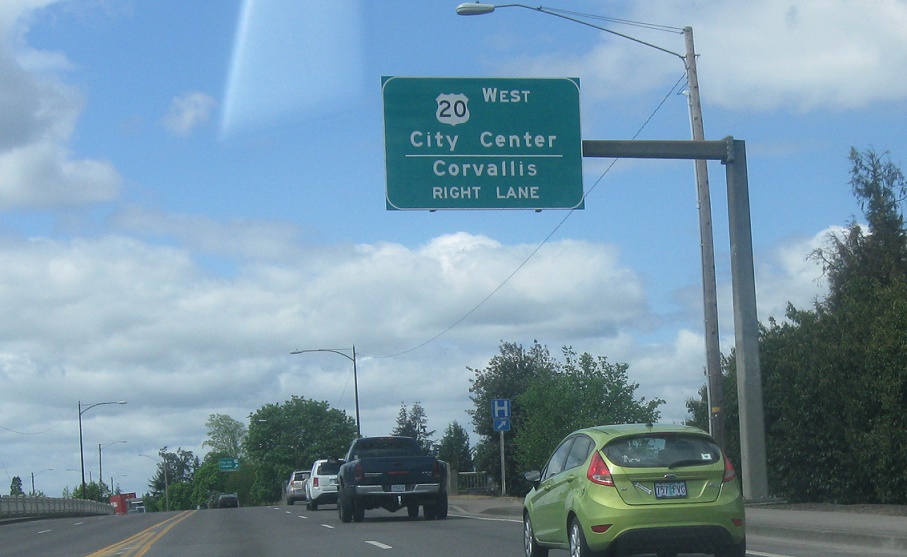 20 WEST
City Center
Corvallis
RIGHT LANE
H